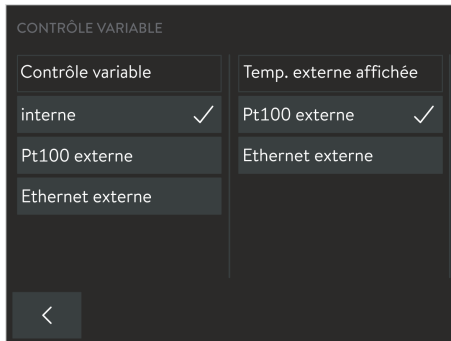 CONTRÔLE VARIABLE
Contrôle variable
interne
Pt100 externe
Ethernet externe
Temp. externe affichée
Pt100 externe
Ethernet externe